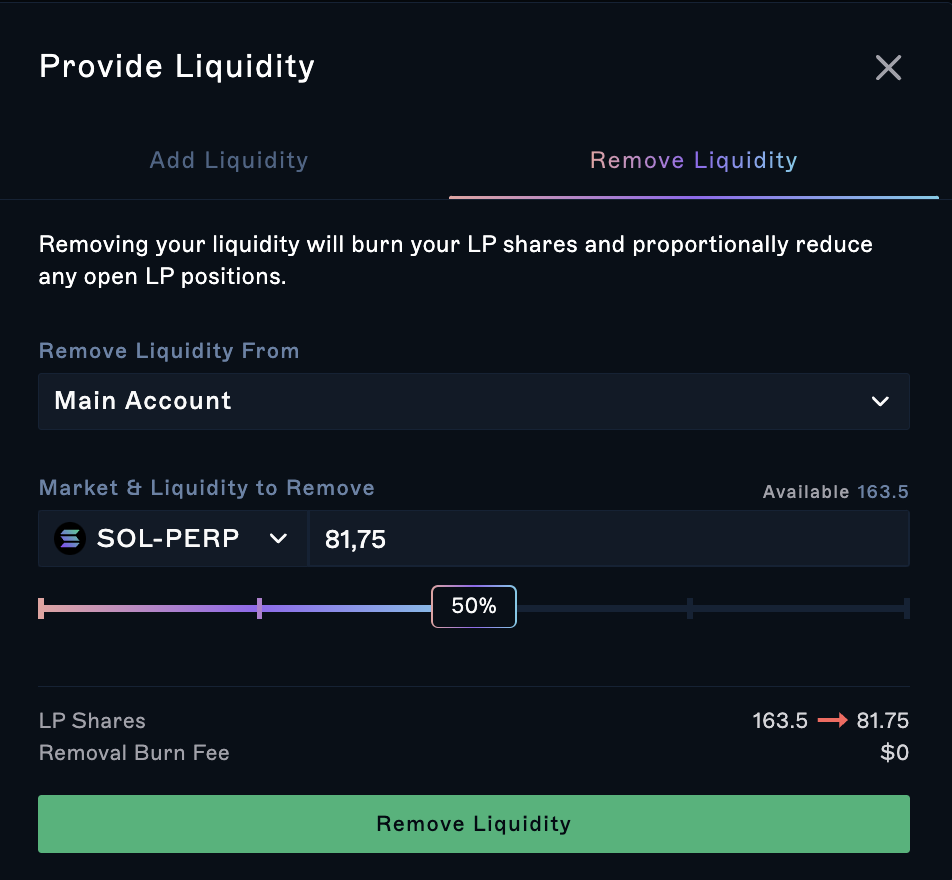 Provide Liquidity
Add Liquidity
Remove Liquidity
Removing your liquidity will burn your LP shares and proportionally reduce
any open LP positions.
Remove Liquidity From
Main Account
Market & Liquidity to Remove
Available 163.5
SOL-PERP
81,75
50%
LP Shares
163.5 → 81.75
Removal Burn Fee
$0
Remove Liquidity